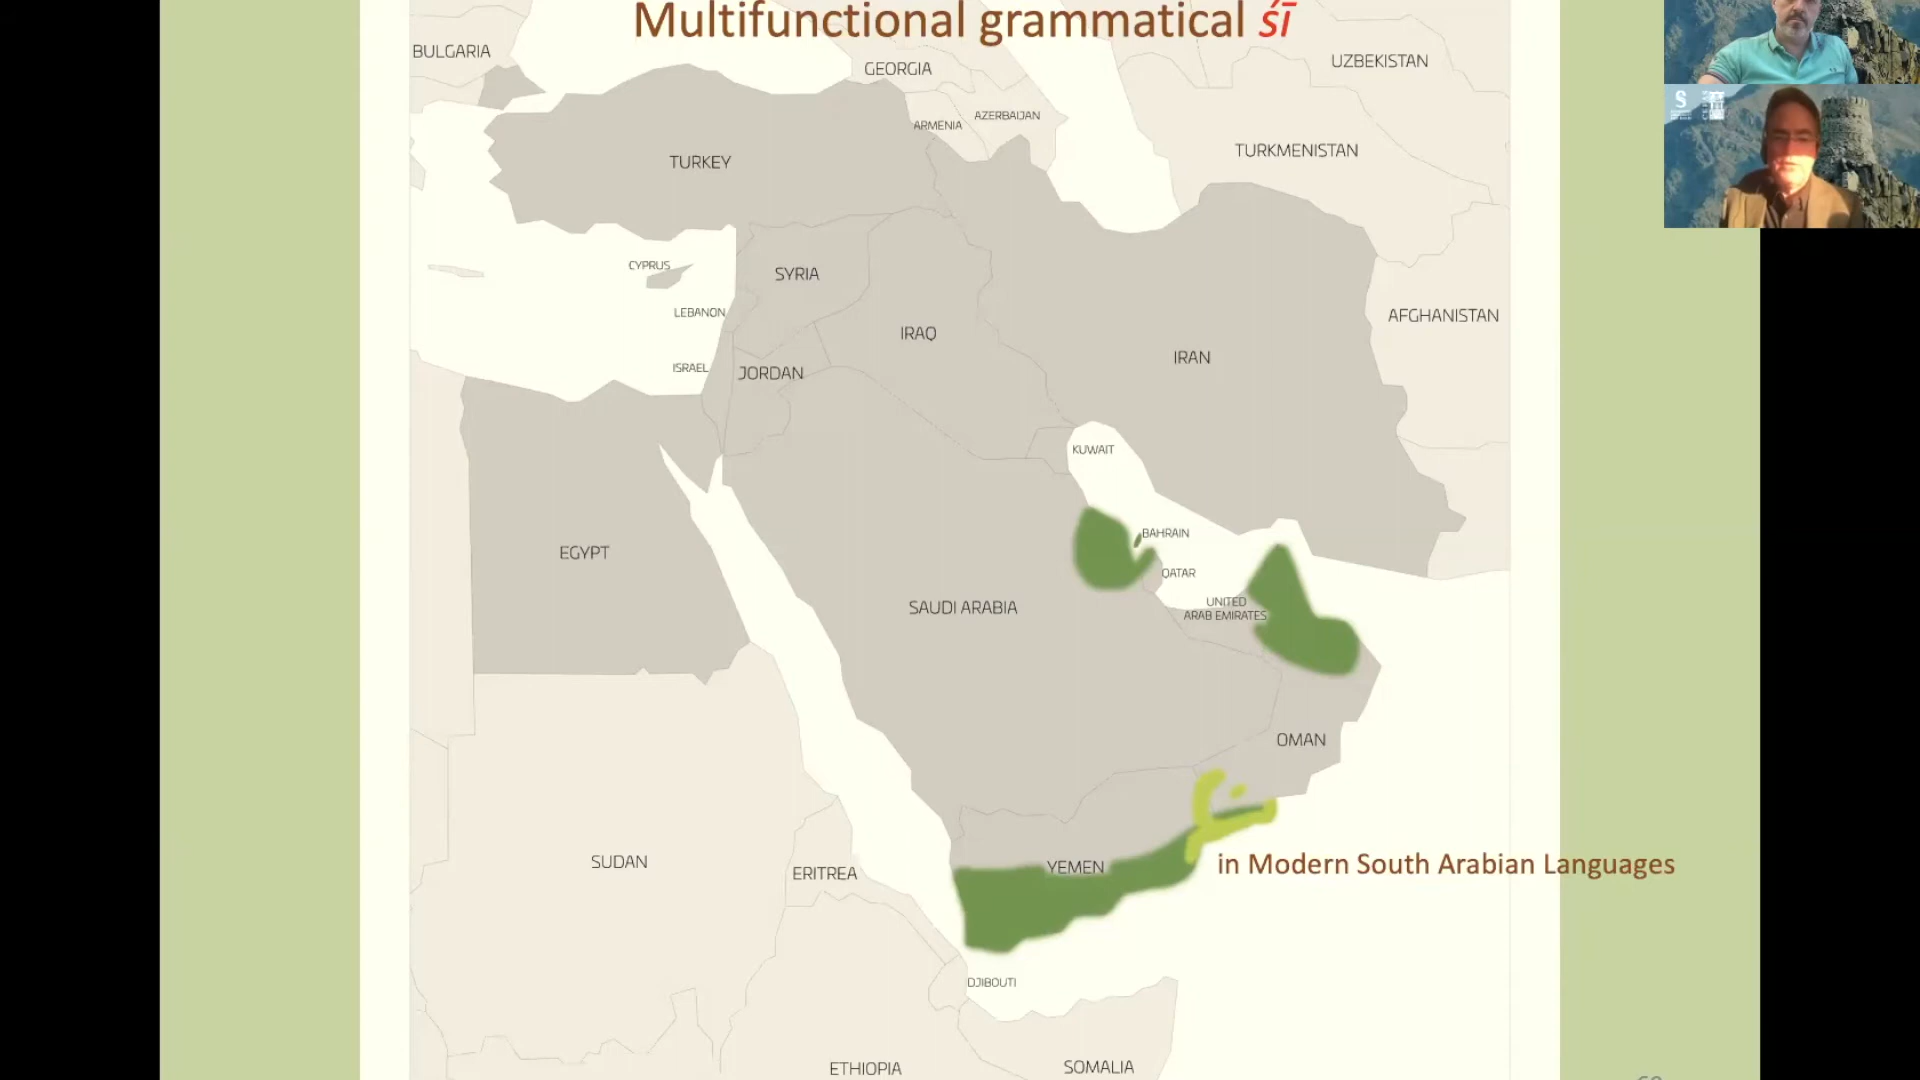 Multifunctional grammatical śī
BULGARIA
GEORGIA
UZBEKISTAN
ARMENIA
AZERBAIJAN
TURKEY
TURKMENISTAN
CYPRUS
SYRIA
LEBANON
IRAQ
AFGHANISTAN
ISRAEL
JORDAN
IRAN
KUWAIT
BAHRAIN
EGYPT
QATAR
SAUDI ARABIA
UNITED
ARAB EMIRATES
OMAN
SUDAN
ERITREA
YEMEN
in Modern South Arabian Languages
DJIBOUTI
ETHIOPIA
SOMALIA
S